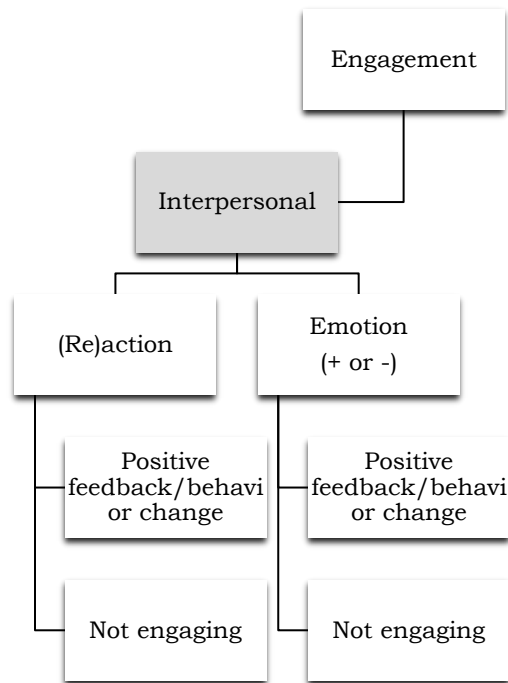 Engagement
Interpersonal
(Re)action
Emotion
(+ or -)
Positive
feedback/behavi
or change
Positive
feedback/behavi
or change
Not engaging
Not engaging